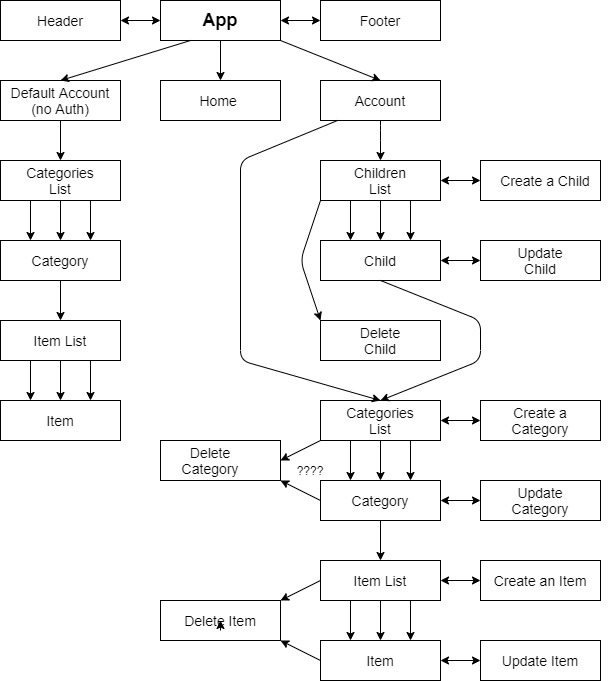 Header
App
Footer
Default Account
(no Auth)
Home
Account
Categories
List
Children
List
Create a Child
Category
Child
Update
Child
Item List
Delete
Child
Item
Categories
List
Create a
Category
Delete
Category
????
Category
Update
Category
Item List
Create an Item
Delete Item
Item
Update Item